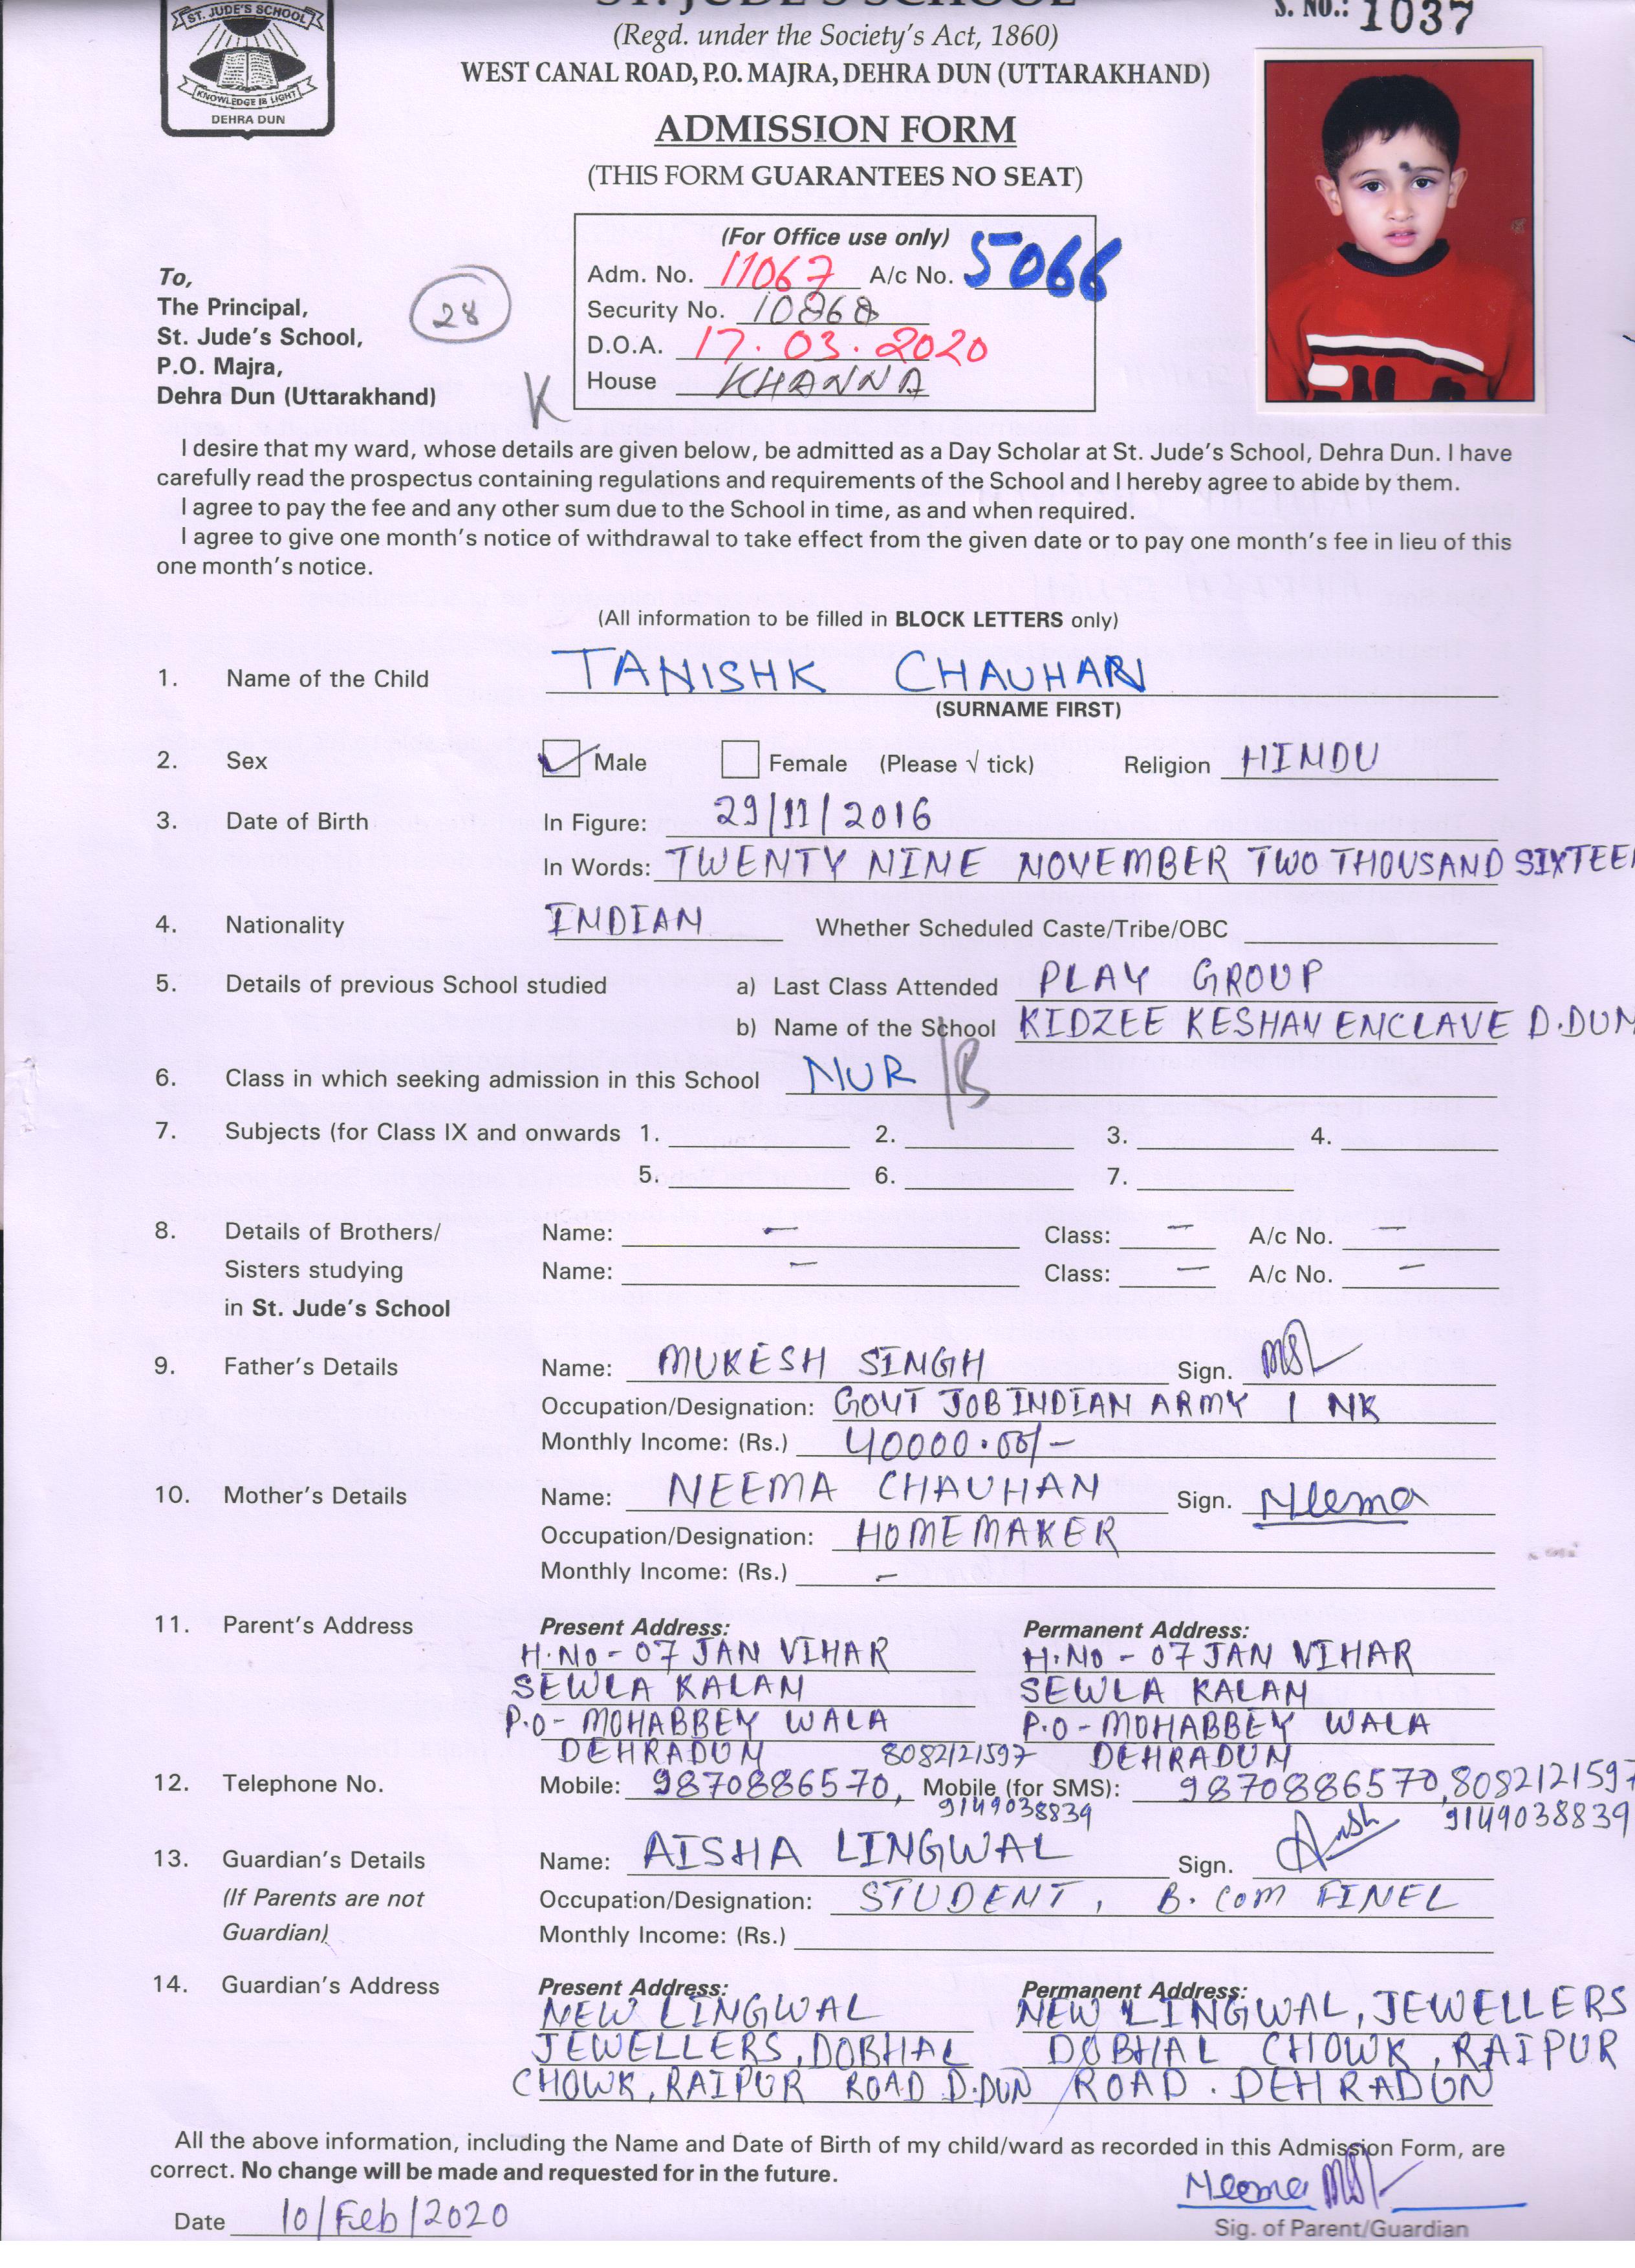 ST. JUDE'S SCHOOL
KNOWLEDGE IS LIGHT
DEHRA DUN
ST. JUDE'S SCHOOL
S. NO.: 1037
(Regd. under the Society's Act, 1860)
WEST CANAL ROAD, P.O. MAJRA, DEHRA DUN (UTTARAKHAND)
ADMISSION FORM
(THIS FORM GUARANTEES NO SEAT)
(For Office use only)
Adm. No. 11067 A/c No. 5066
Security No. 10868
D.O.A. 17.03.2020
House KHANNA
To,
The Principal,
St. Jude's School,
P.O. Majra,
Dehra Dun (Uttarakhand)
28
K
I desire that my ward, whose details are given below, be admitted as a Day Scholar at St. Jude's School, Dehra Dun. I have
carefully read the prospectus containing regulations and requirements of the School and I hereby agree to abide by them.
I agree to pay the fee and any other sum due to the School in time, as and when required.
I agree to give one month's notice of withdrawal to take effect from the given date or to pay one month's fee in lieu of this
one month's notice.
(All information to be filled in BLOCK LETTERS only)
1. Name of the Child TANISHK CHAUHAN
(SURNAME FIRST)
2. Sex Male Female (Please √ tick) Religion HINDU
3. Date of Birth In Figure: 29/11/2016
In Words: TWENTY NINE NOVEMBER TWO THOUSAND SIXTEEN
4. Nationality INDIAN Whether Scheduled Caste/Tribe/OBC
5. Details of previous School studied a) Last Class Attended PLAY GROUP
b) Name of the School KIDZEE KESHAV ENCLAVE D.DUN
6. Class in which seeking admission in this School NUR /B
7. Subjects (for Class IX and onwards 1. 2. 3. 4.
5. 6. 7.
8. Details of Brothers/ Name: - Class: - A/c No. -
Sisters studying Name: - Class: - A/c No. -
in St. Jude's School
9. Father's Details Name: MUKESH SINGH Sign.
Occupation/Designation: GOVT JOB INDIAN ARMY / NK
Monthly Income: (Rs.) 40000.00/-
10. Mother's Details Name: NEEMA CHAUHAN Sign. Neema
Occupation/Designation: HOMEMAKER
Monthly Income: (Rs.) -
11. Parent's Address Present Address: Permanent Address:
H.NO - 07 JAN VIHAR H.NO - 07 JAN VIHAR
SEWLA KALAN SEWLA KALAN
P.O - MOHABBEY WALA P.O - MOHABBEY WALA
DEHRADUN 8082121597 DEHRADUN
12. Telephone No. Mobile: 9870886570, Mobile (for SMS): 9870886570, 8082121597
9149038839 9149038839
13. Guardian's Details Name: AISHA LINGWAL Sign.
(If Parents are not Occupation/Designation: STUDENT, B.COM FINEL
Guardian) Monthly Income: (Rs.)
14. Guardian's Address Present Address: Permanent Address:
NEW LINGWAL NEW LINGWAL, JEWELLERS
JEWELLERS, DOBHAL DOBHAL CHOWK, RAIPUR
CHOWK, RAIPUR ROAD D.DUN ROAD. DEHRADUN
All the above information, including the Name and Date of Birth of my child/ward as recorded in this Admission Form, are
correct. No change will be made and requested for in the future.
Neema
Date 10/Feb/2020
Sig. of Parent/Guardian